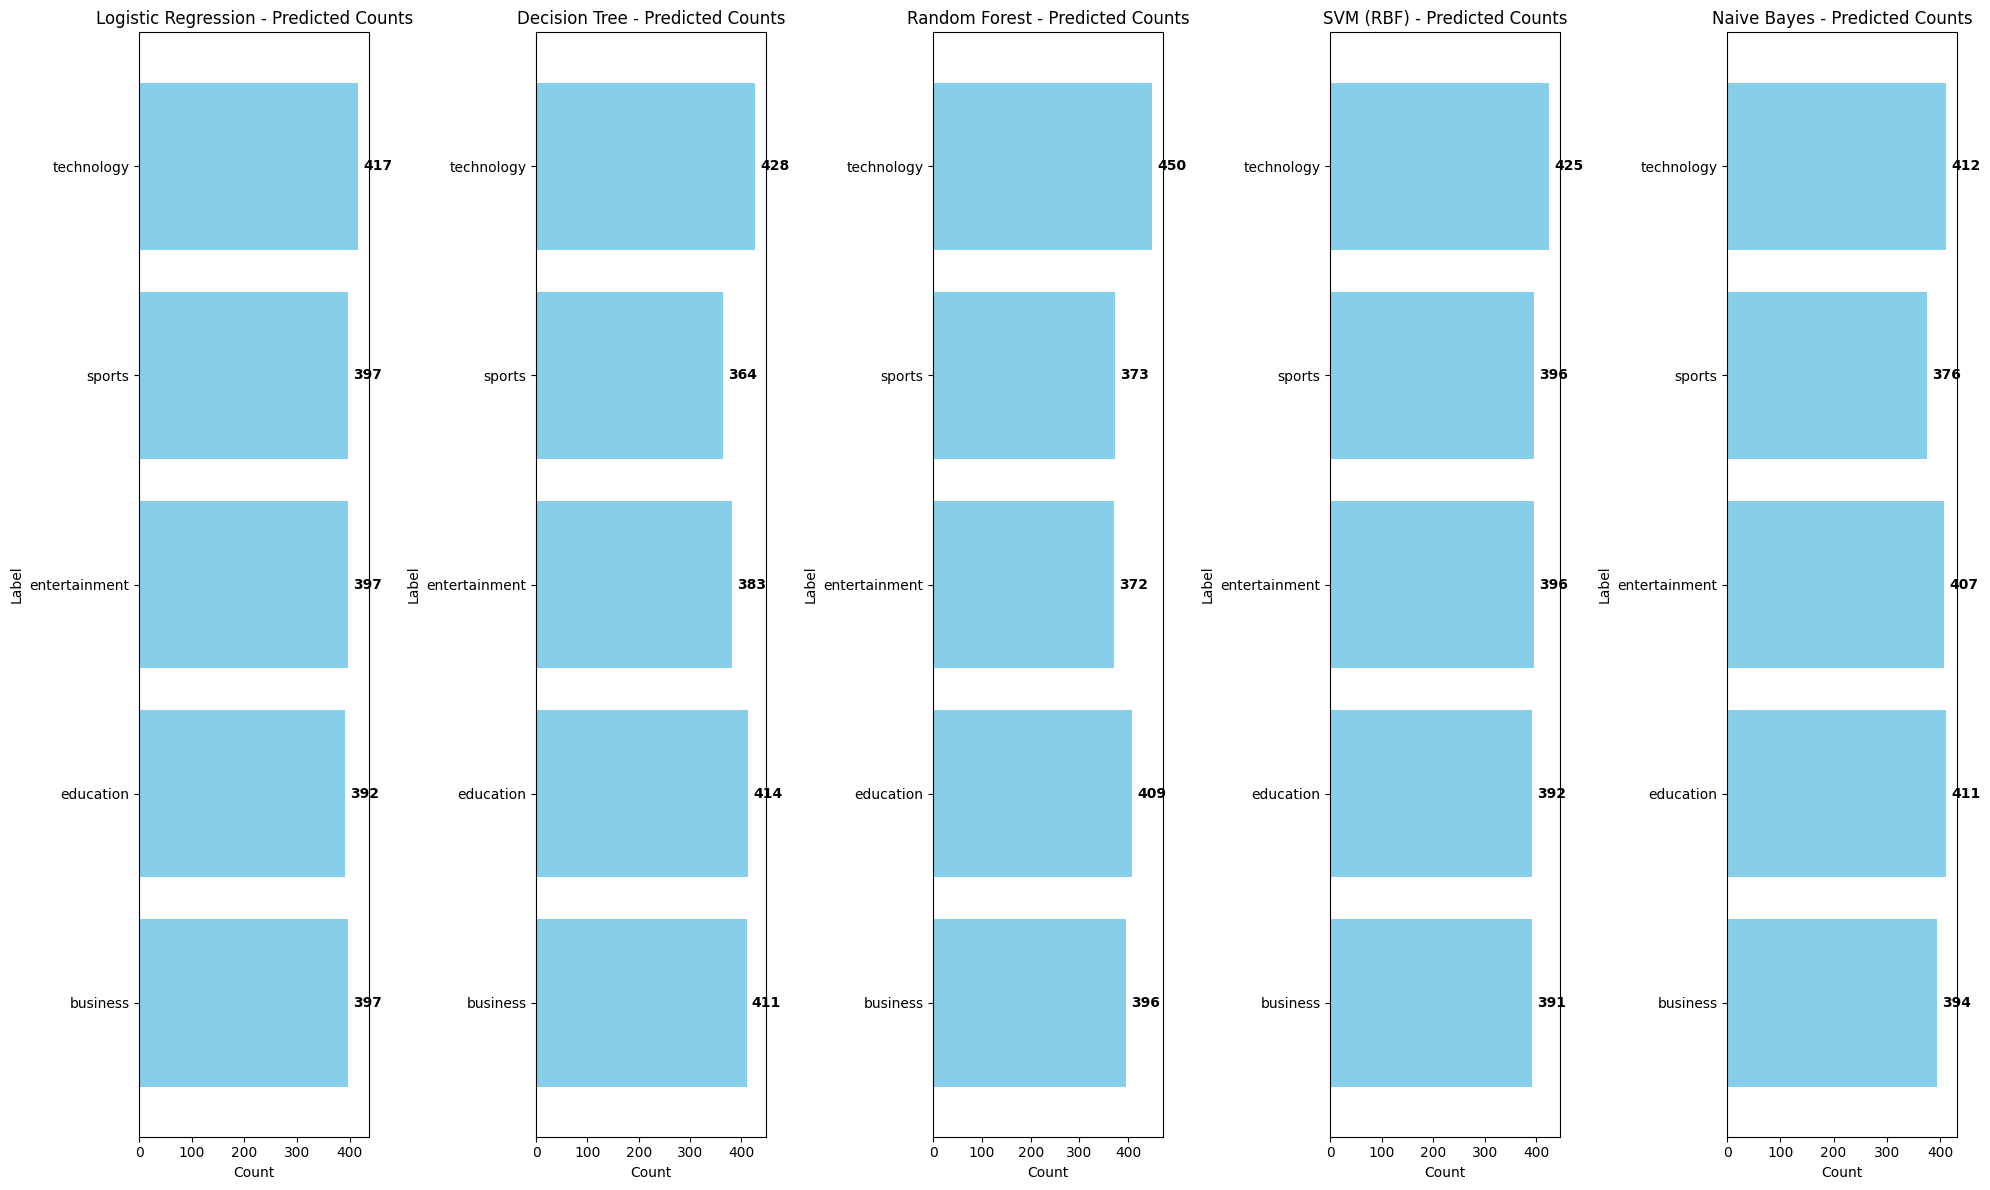 Logistic Regression - Predicted Counts
technology
417
sports
397
entertainment
397
education
392
business
397
Label
0 100 200 300 400
Count
Decision Tree - Predicted Counts
technology
428
sports
364
entertainment
383
education
414
business
411
Label
0 100 200 300 400
Count
Random Forest - Predicted Counts
technology
450
sports
373
entertainment
372
education
409
business
396
Label
0 100 200 300 400
Count
SVM (RBF) - Predicted Counts
technology
425
sports
396
entertainment
396
education
392
business
391
Label
0 100 200 300 400
Count
Naive Bayes - Predicted Counts
technology
412
sports
376
entertainment
407
education
411
business
394
Label
0 100 200 300 400
Count